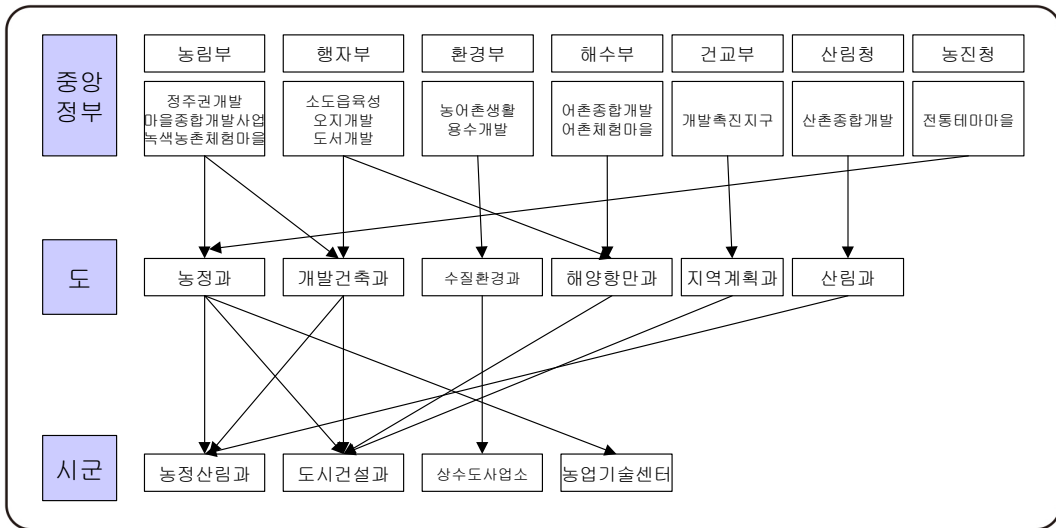 중앙
정부
농림부
행자부
환경부
해수부
건교부
산림청
농진청
정주권개발
마을종합개발사업
녹색농촌체험마을
소도읍육성
오지개발
도서개발
농어촌생활
용수개발
어촌종합개발
어촌체험마을
개발촉진지구
산촌종합개발
전통테마마을
도
농정과
개발건축과
수질환경과
해양항만과
지역계획과
산림과
시군
농정산림과
도시건설과
상수도사업소
농업기술센터